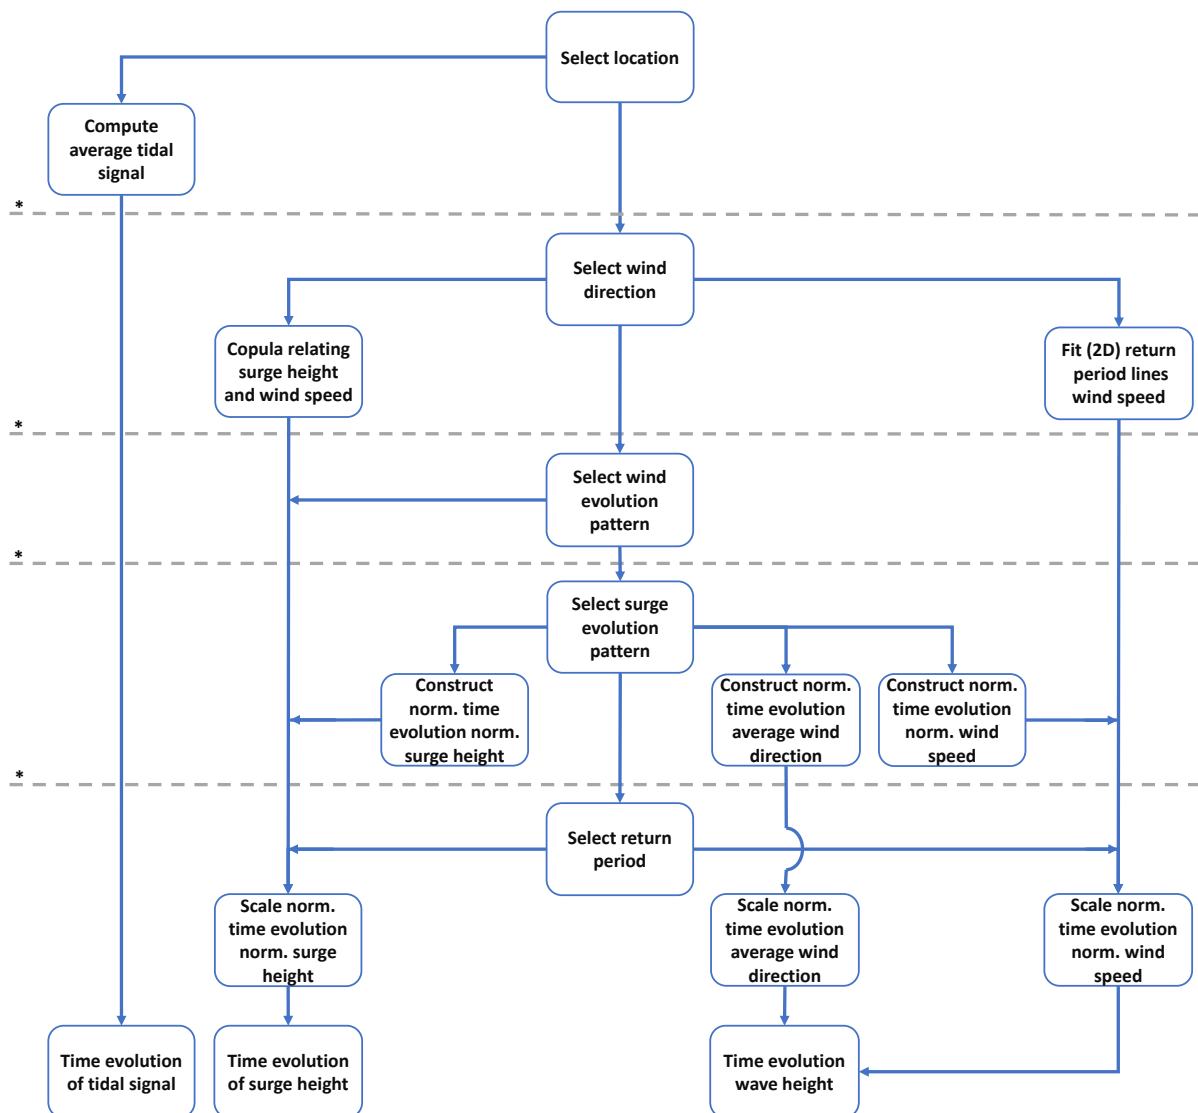 Select location
Compute
average tidal
signal
*
Select wind
direction
Copula relating
surge height
and wind speed
Fit (2D) return
period lines
wind speed
*
Select wind
evolution
pattern
*
Select surge
evolution
pattern
Construct
norm. time
evolution norm.
surge height
Construct norm.
time evolution
average wind
direction
Construct norm.
time evolution
norm. wind
speed
*
Select return
period
Scale norm.
time evolution
norm. surge
height
Scale norm.
time evolution
average wind
direction
Scale norm.
time evolution
norm. wind
speed
Time evolution
of tidal signal
Time evolution
of surge height
Time evolution
wave height